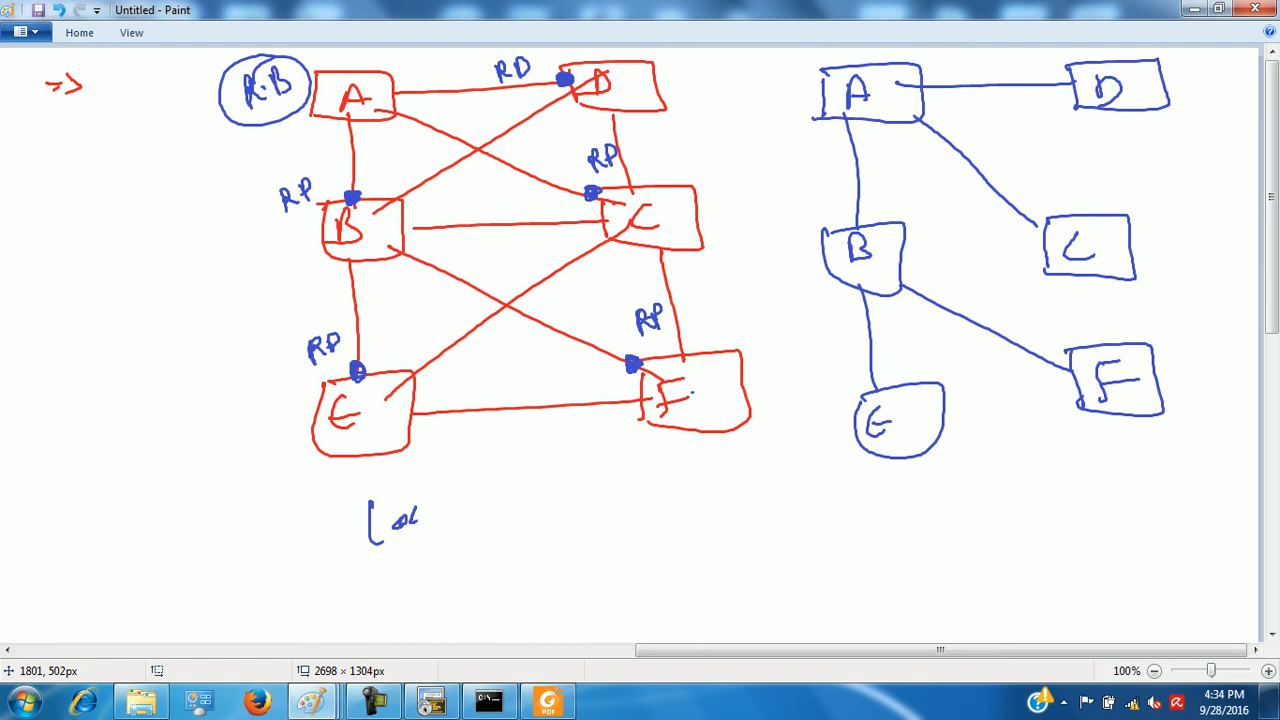 Untitled - Paint
Home
View
=>
R.B
A
RD
D
RP
RP
B
C
RP
RP
E
F
A
D
B
C
E
F
1801, 502px
2698 × 1304px
100%
PDF
4:34 PM
9/28/2016